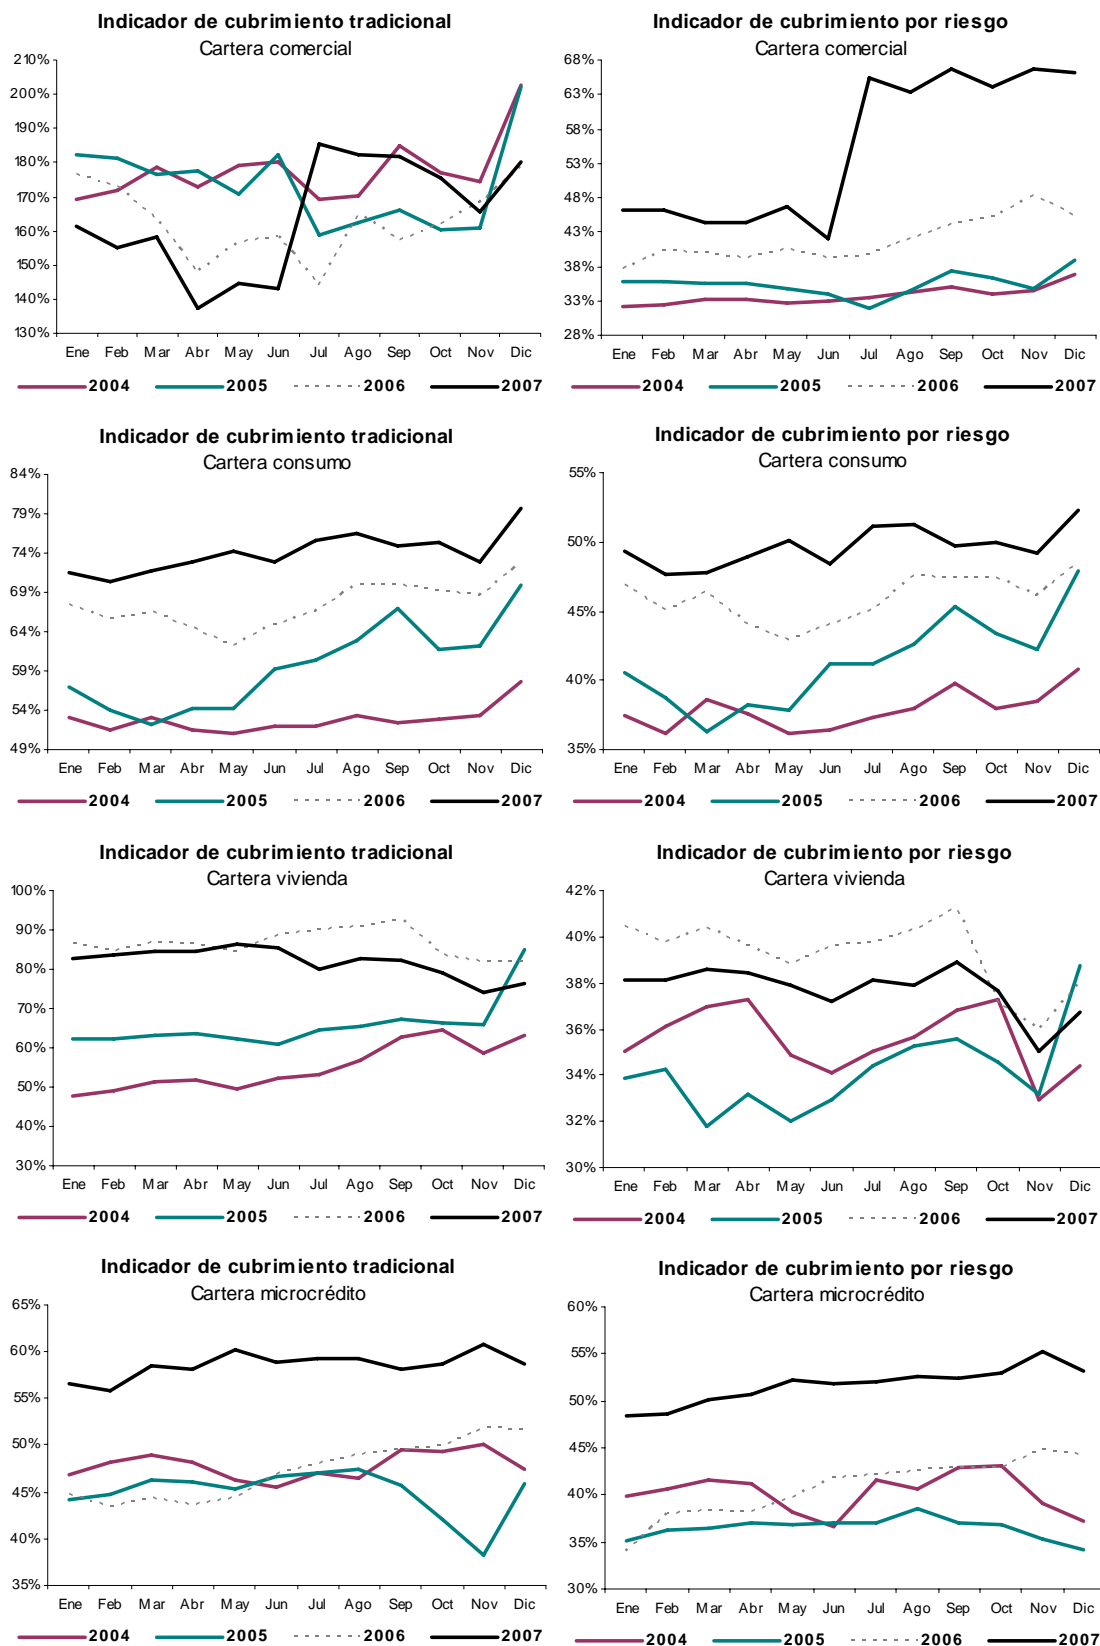 Indicador de cubrimiento tradicional
Cartera comercial
210%
200%
190%
180%
170%
160%
150%
140%
130%
Ene Feb Mar Abr May Jun Jul Ago Sep Oct Nov Dic
2004 2005 2006 2007
Indicador de cubrimiento por riesgo
Cartera comercial
68%
63%
58%
53%
48%
43%
38%
33%
28%
Ene Feb Mar Abr May Jun Jul Ago Sep Oct Nov Dic
2004 2005 2006 2007
Indicador de cubrimiento tradicional
Cartera consumo
84%
79%
74%
69%
64%
59%
54%
49%
Ene Feb Mar Abr May Jun Jul Ago Sep Oct Nov Dic
2004 2005 2006 2007
Indicador de cubrimiento por riesgo
Cartera consumo
55%
50%
45%
40%
35%
Ene Feb Mar Abr May Jun Jul Ago Sep Oct Nov Dic
2004 2005 2006 2007
Indicador de cubrimiento tradicional
Cartera vivienda
100%
90%
80%
70%
60%
50%
40%
30%
Ene Feb Mar Abr May Jun Jul Ago Sep Oct Nov Dic
2004 2005 2006 2007
Indicador de cubrimiento por riesgo
Cartera vivienda
42%
40%
38%
36%
34%
32%
30%
Ene Feb Mar Abr May Jun Jul Ago Sep Oct Nov Dic
2004 2005 2006 2007
Indicador de cubrimiento tradicional
Cartera microcrédito
65%
60%
55%
50%
45%
40%
35%
Ene Feb Mar Abr May Jun Jul Ago Sep Oct Nov Dic
2004 2005 2006 2007
Indicador de cubrimiento por riesgo
Cartera microcrédito
60%
55%
50%
45%
40%
35%
30%
Ene Feb Mar Abr May Jun Jul Ago Sep Oct Nov Dic
2004 2005 2006 2007